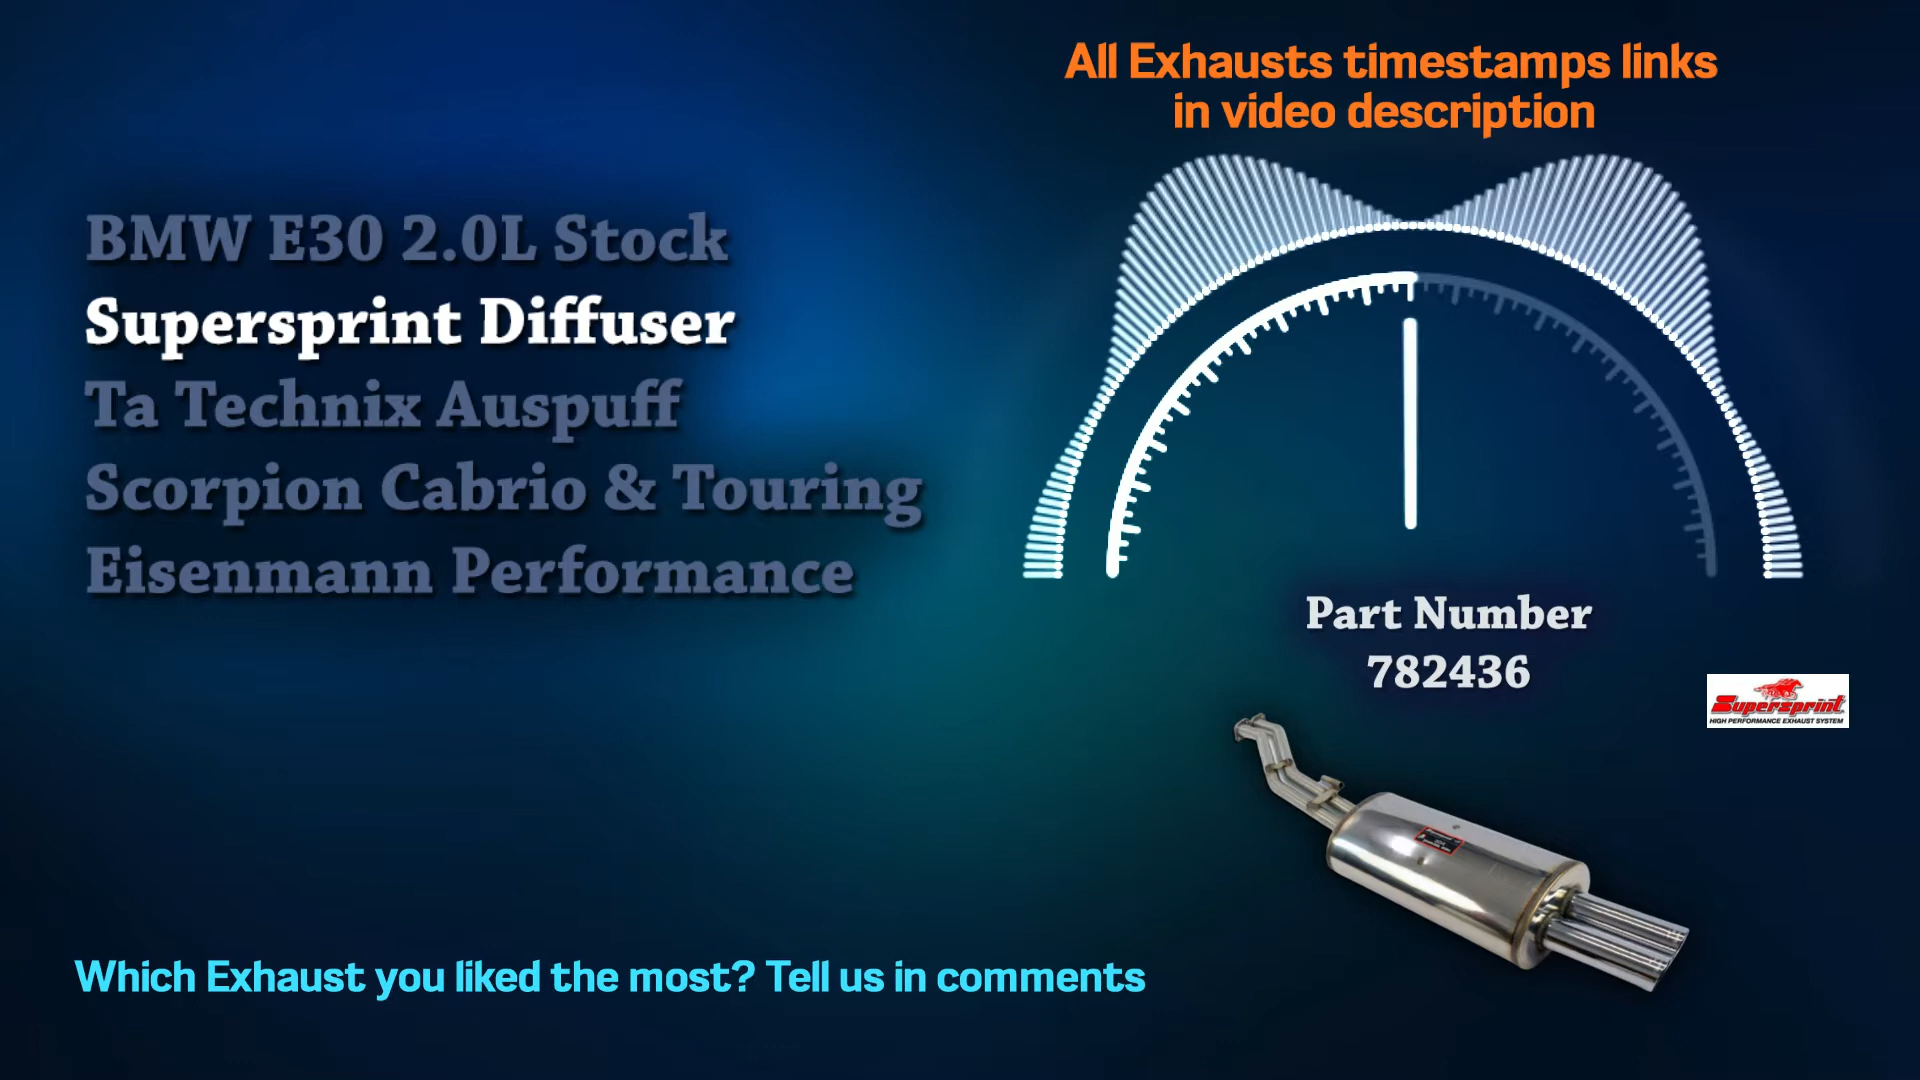 All Exhausts timestamps links
in video description
BMW E30 2.0L Stock
Supersprint Diffuser
Ta Technix Auspuff
Scorpion Cabrio & Touring
Eisenmann Performance
Part Number
782436
Supersprint
HIGH PERFORMANCE EXHAUST SYSTEM
Which Exhaust you liked the most? Tell us in comments